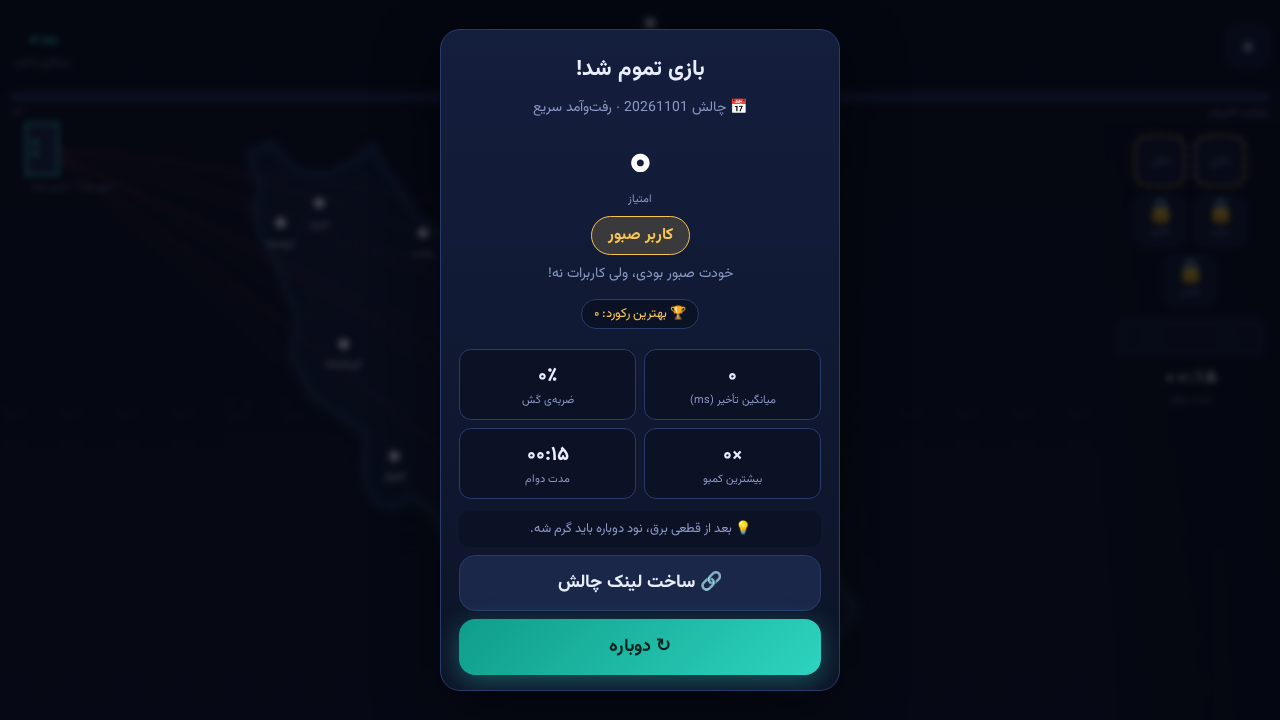 بازی تموم شد!
📅 چالش 20261101 · رفت‌وآمد سریع
۰
امتیاز
کاربر صبور
خودت صبور بودی، ولی کاربرات نه!
🏆 بهترین رکورد: ۰
۰
میانگین تأخیر (ms)
۰٪
ضربه‌ی کش
×۰
بیشترین کمبو
۰۰:۱۵
مدت دوام
💡 بعد از قطعی برق، نود دوباره باید گرم شه.
🔗 ساخت لینک چالش
↻ دوباره